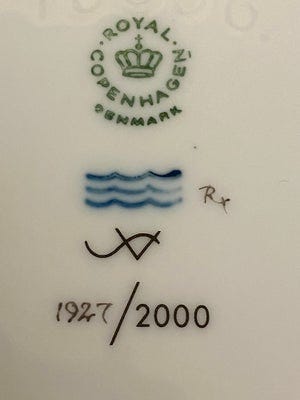 ROYAL
COPENHAGEN
DENMARK
Rx
1927/2000